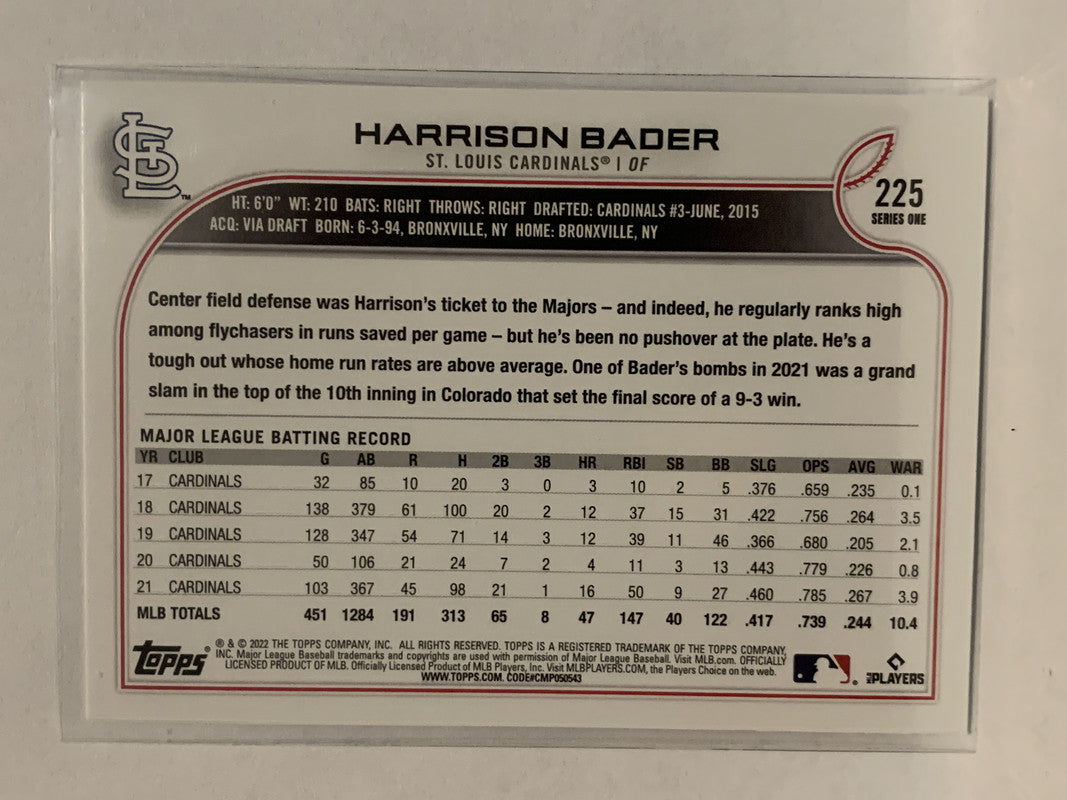 STL ™
HARRISON BADER
ST. LOUIS CARDINALS® | OF
225
SERIES ONE
HT: 6'0" WT: 210 BATS: RIGHT THROWS: RIGHT DRAFTED: CARDINALS #3-JUNE, 2015
ACQ: VIA DRAFT BORN: 6-3-94, BRONXVILLE, NY HOME: BRONXVILLE, NY
Center field defense was Harrison's ticket to the Majors – and indeed, he regularly ranks high
among flychasers in runs saved per game – but he's been no pushover at the plate. He's a
tough out whose home run rates are above average. One of Bader's bombs in 2021 was a grand
slam in the top of the 10th inning in Colorado that set the final score of a 9-3 win.
MAJOR LEAGUE BATTING RECORD
YR CLUB G AB R H 2B 3B HR RBI SB BB SLG OPS AVG WAR
17 CARDINALS 32 85 10 20 3 0 3 10 2 5 .376 .659 .235 0.1
18 CARDINALS 138 379 61 100 20 2 12 37 15 31 .422 .756 .264 3.5
19 CARDINALS 128 347 54 71 14 3 12 39 11 46 .366 .680 .205 2.1
20 CARDINALS 50 106 21 24 7 2 4 11 3 13 .443 .779 .226 0.8
21 CARDINALS 103 367 45 98 21 1 16 50 9 27 .460 .785 .267 3.9
MLB TOTALS 451 1284 191 313 65 8 47 147 40 122 .417 .739 .244 10.4
Topps®
® & © 2022 THE TOPPS COMPANY, INC. ALL RIGHTS RESERVED. TOPPS IS A REGISTERED TRADEMARK OF THE TOPPS COMPANY,
INC. Major League Baseball trademarks and copyrights are used with permission of Major League Baseball. Visit MLB.com. OFFICIALLY
LICENSED PRODUCT OF MLB. Officially Licensed Product of MLB Players, Inc. Visit MLBPLAYERS.COM, the Players Choice on the web.
WWW.TOPPS.COM. CODE#CMP050543
MLB PLAYERS